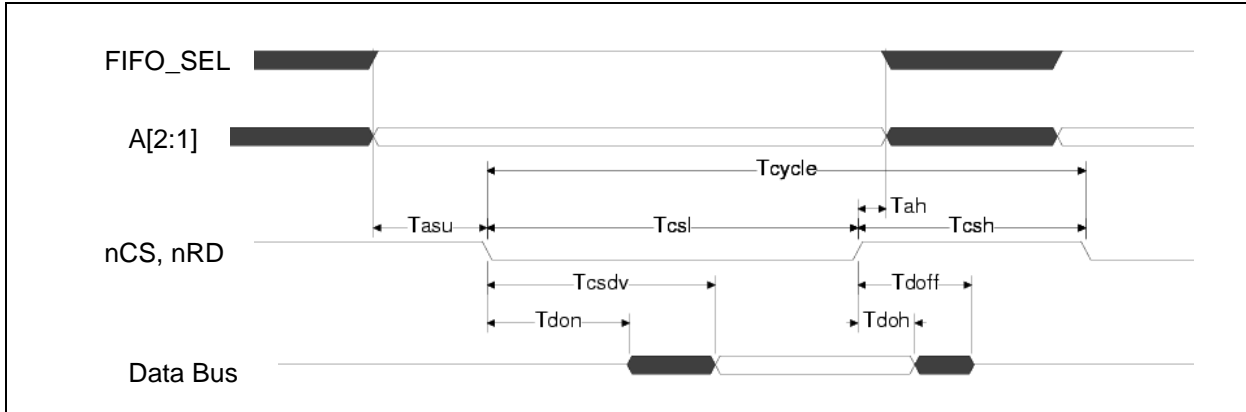 FIFO_SEL
A[2:1]
Tcycle
Tah
Tasu
Tcsl
Tcsh
nCS, nRD
Tcsdv
Tdoff
Tdon
Tdoh
Data Bus